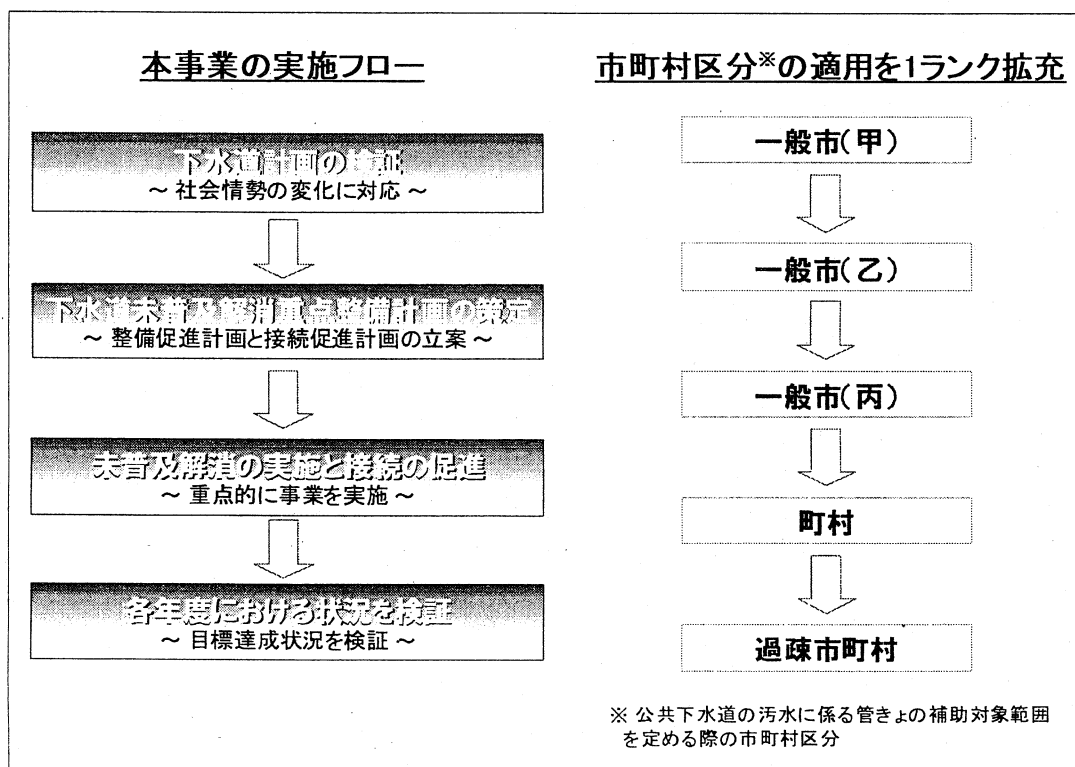 本事業の実施フロー
下水道計画の検証
~ 社会情勢の変化に対応 ~
下水道未普及解消重点整備計画の策定
~ 整備促進計画と接続促進計画の立案 ~
未普及解消の実施と接続の促進
~ 重点的に事業を実施 ~
各年度における状況を検証
~ 目標達成状況を検証 ~
市町村区分※の適用を1ランク拡充
一般市(甲)
一般市(乙)
一般市(丙)
町村
過疎市町村
※ 公共下水道の汚水に係る管きょの補助対象範囲
を定める際の市町村区分